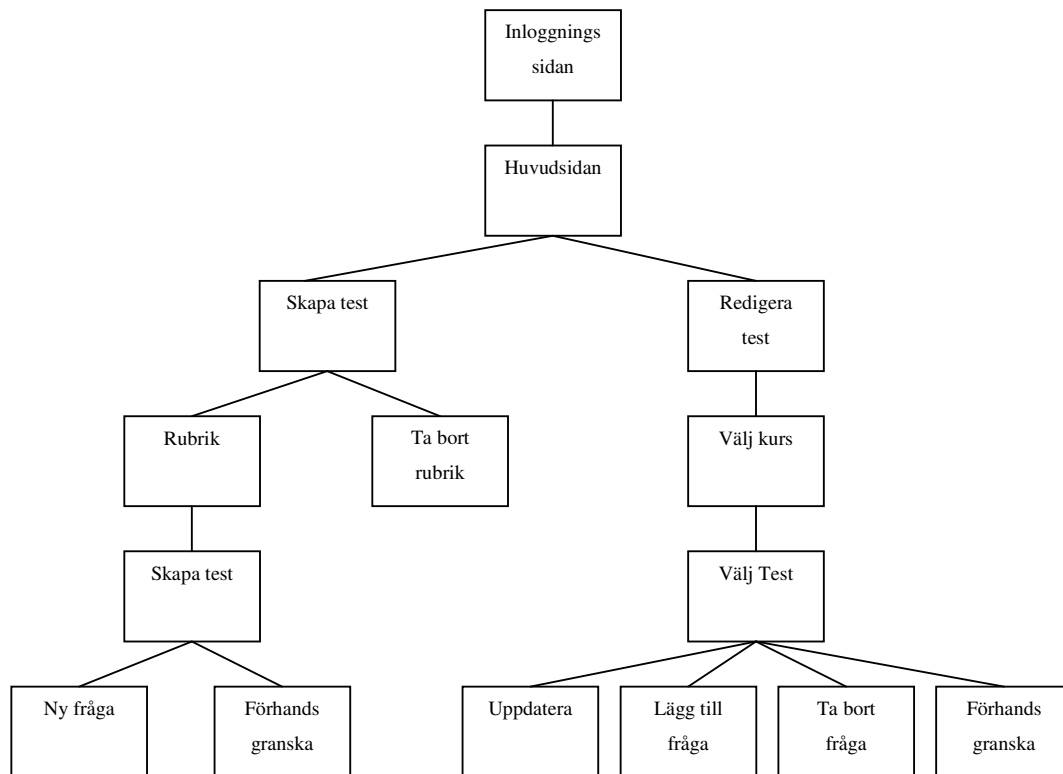 Inloggnings
sidan
Huvudsidan
Skapa test
Redigera
test
Rubrik
Ta bort
rubrik
Välj kurs
Skapa test
Välj Test
Ny fråga
Förhands
granska
Uppdatera
Lägg till
fråga
Ta bort
fråga
Förhands
granska